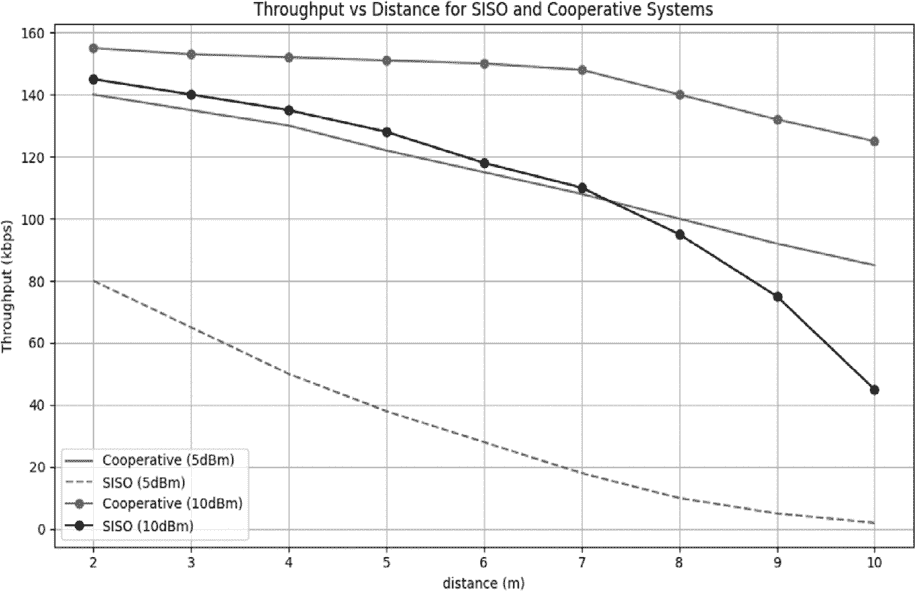 Throughput vs Distance for SISO and Cooperative Systems
160
140
120
100
80
60
40
20
0
Throughput (kbps)
Cooperative (5dBm)
SISO (5dBm)
Cooperative (10dBm)
SISO (10dBm)
2 3 4 5 6 7 8 9 10
distance (m)